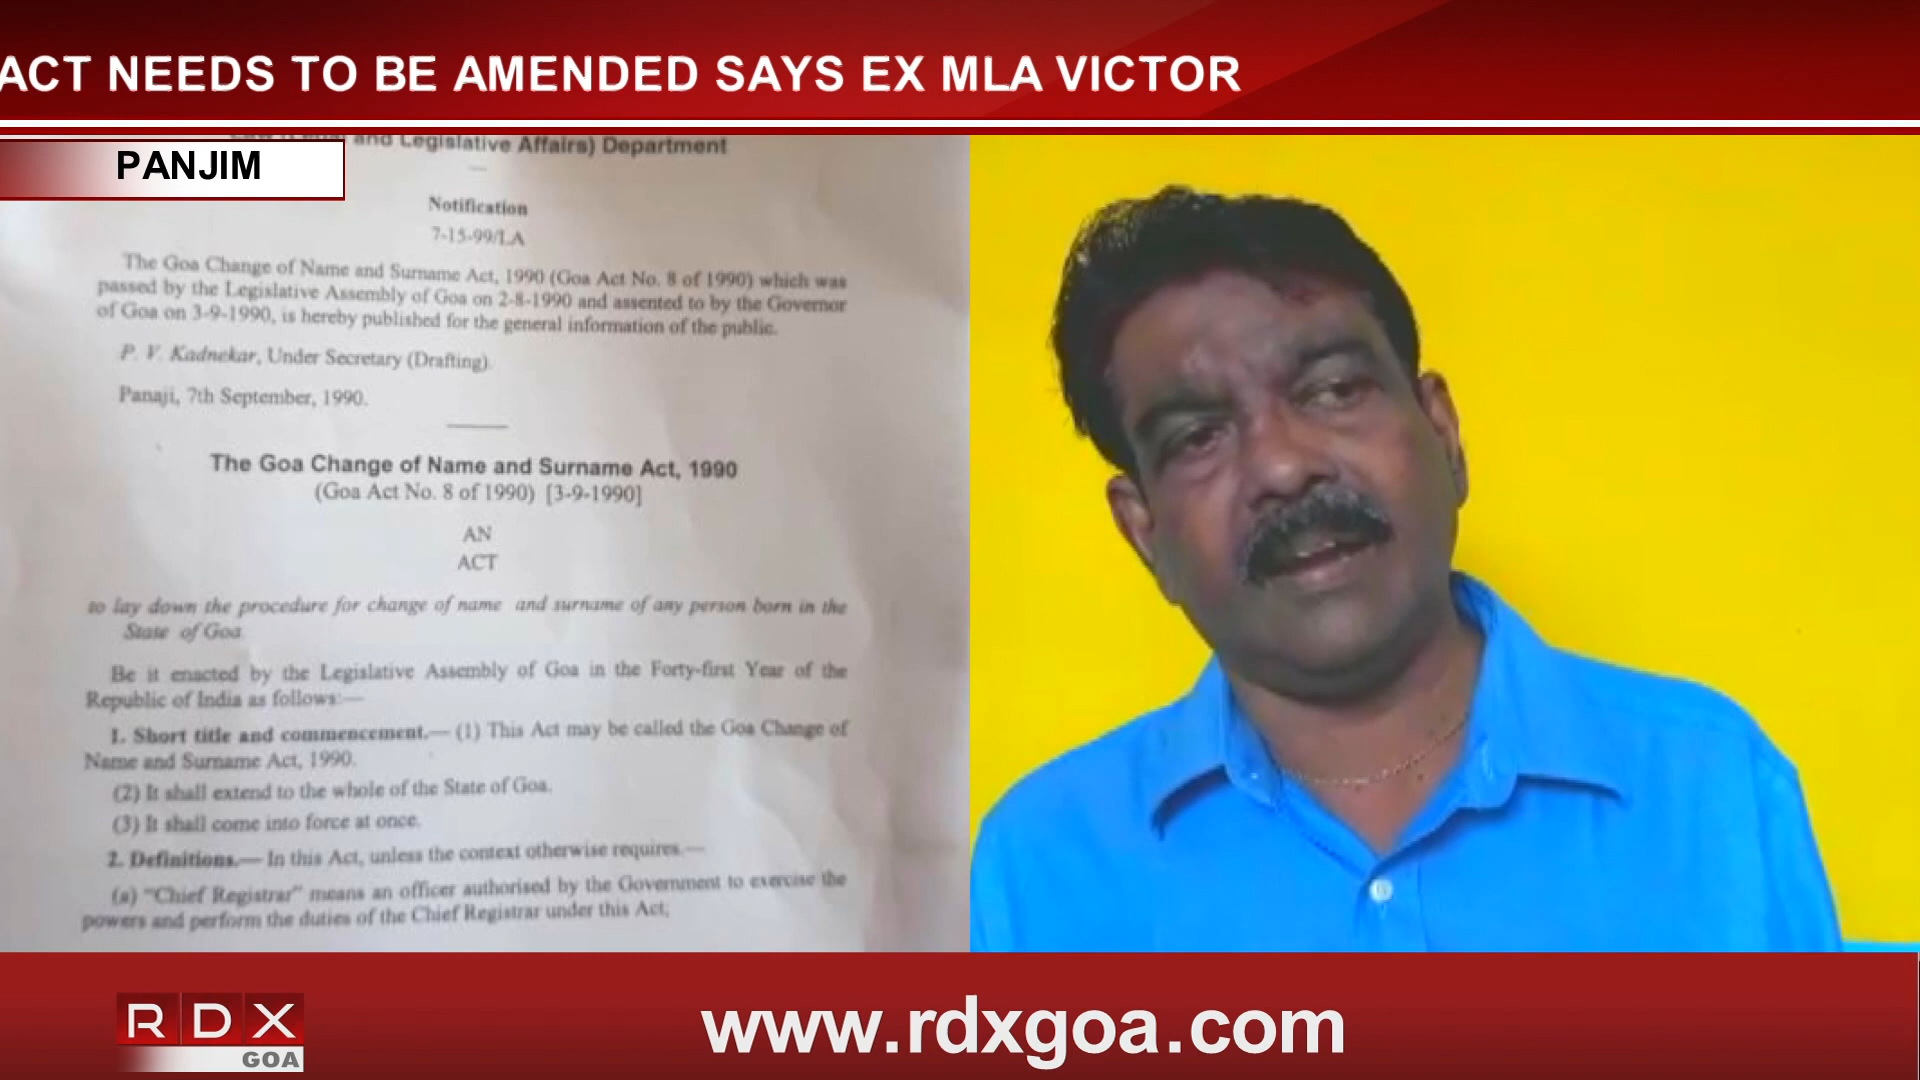 ACT NEEDS TO BE AMENDED SAYS EX MLA VICTOR
PANJIM
and Legislative Affairs) Department
Notification
7-15-99/LA
The Goa Change of Name and Surname Act, 1990 (Goa Act No. 8 of 1990) which was
passed by the Legislative Assembly of Goa on 2-8-1990 and assented to by the Governor
of Goa on 3-9-1990, is hereby published for the general information of the public.
P. V. Kadnekar, Under Secretary (Drafting).
Panaji, 7th September, 1990.
The Goa Change of Name and Surname Act, 1990
(Goa Act No. 8 of 1990) [3-9-1990]
AN
ACT
to lay down the procedure for change of name and surname of any person born in the
State of Goa
Be it enacted by the Legislative Assembly of Goa in the Forty-first Year of the
Republic of India as follows:—
1. Short title and commencement.— (1) This Act may be called the Goa Change of
Name and Surname Act, 1990.
(2) It shall extend to the whole of the State of Goa.
(3) It shall come into force at once.
2. Definitions.— In this Act, unless the context otherwise requires.—
(a) "Chief Registrar" means an officer authorised by the Government to exercise the
powers and perform the duties of the Chief Registrar under this Act;
RDX
GOA
www.rdxgoa.com